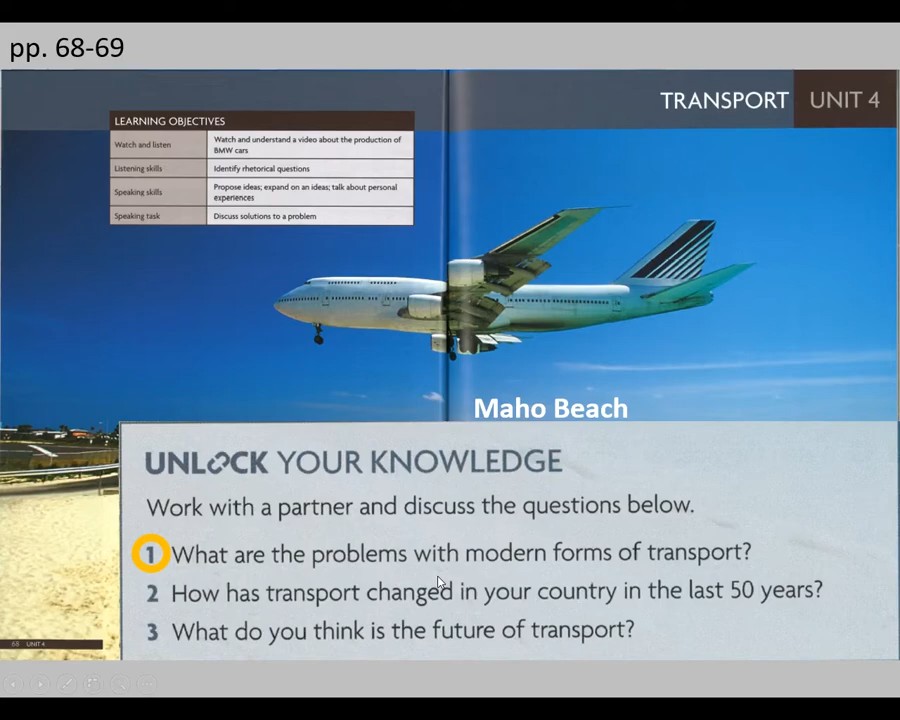 pp. 68-69
TRANSPORT UNIT 4
LEARNING OBJECTIVES
Watch and listen
Watch and understand a video about the production of
BMW cars
Listening skills
Identify rhetorical questions
Speaking skills
Propose ideas; expand on an ideas; talk about personal
experiences
Speaking task
Discuss solutions to a problem
Maho Beach
UNLOCK YOUR KNOWLEDGE
Work with a partner and discuss the questions below.
1 What are the problems with modern forms of transport?
2 How has transport changed in your country in the last 50 years?
3 What do you think is the future of transport?
68 UNIT 4